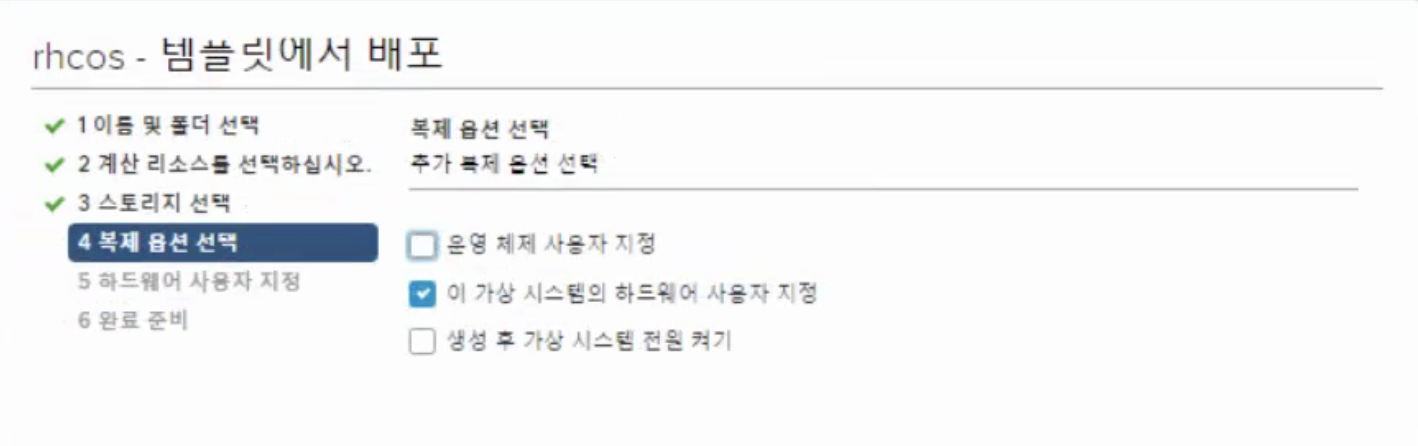 rhcos - 템플릿에서 배포
1 이름 및 폴더 선택
2 계산 리소스를 선택하십시오.
3 스토리지 선택
4 복제 옵션 선택
5 하드웨어 사용자 지정
6 완료 준비
복제 옵션 선택
추가 복제 옵션 선택
운영 체제 사용자 지정
이 가상 시스템의 하드웨어 사용자 지정
생성 후 가상 시스템 전원 켜기